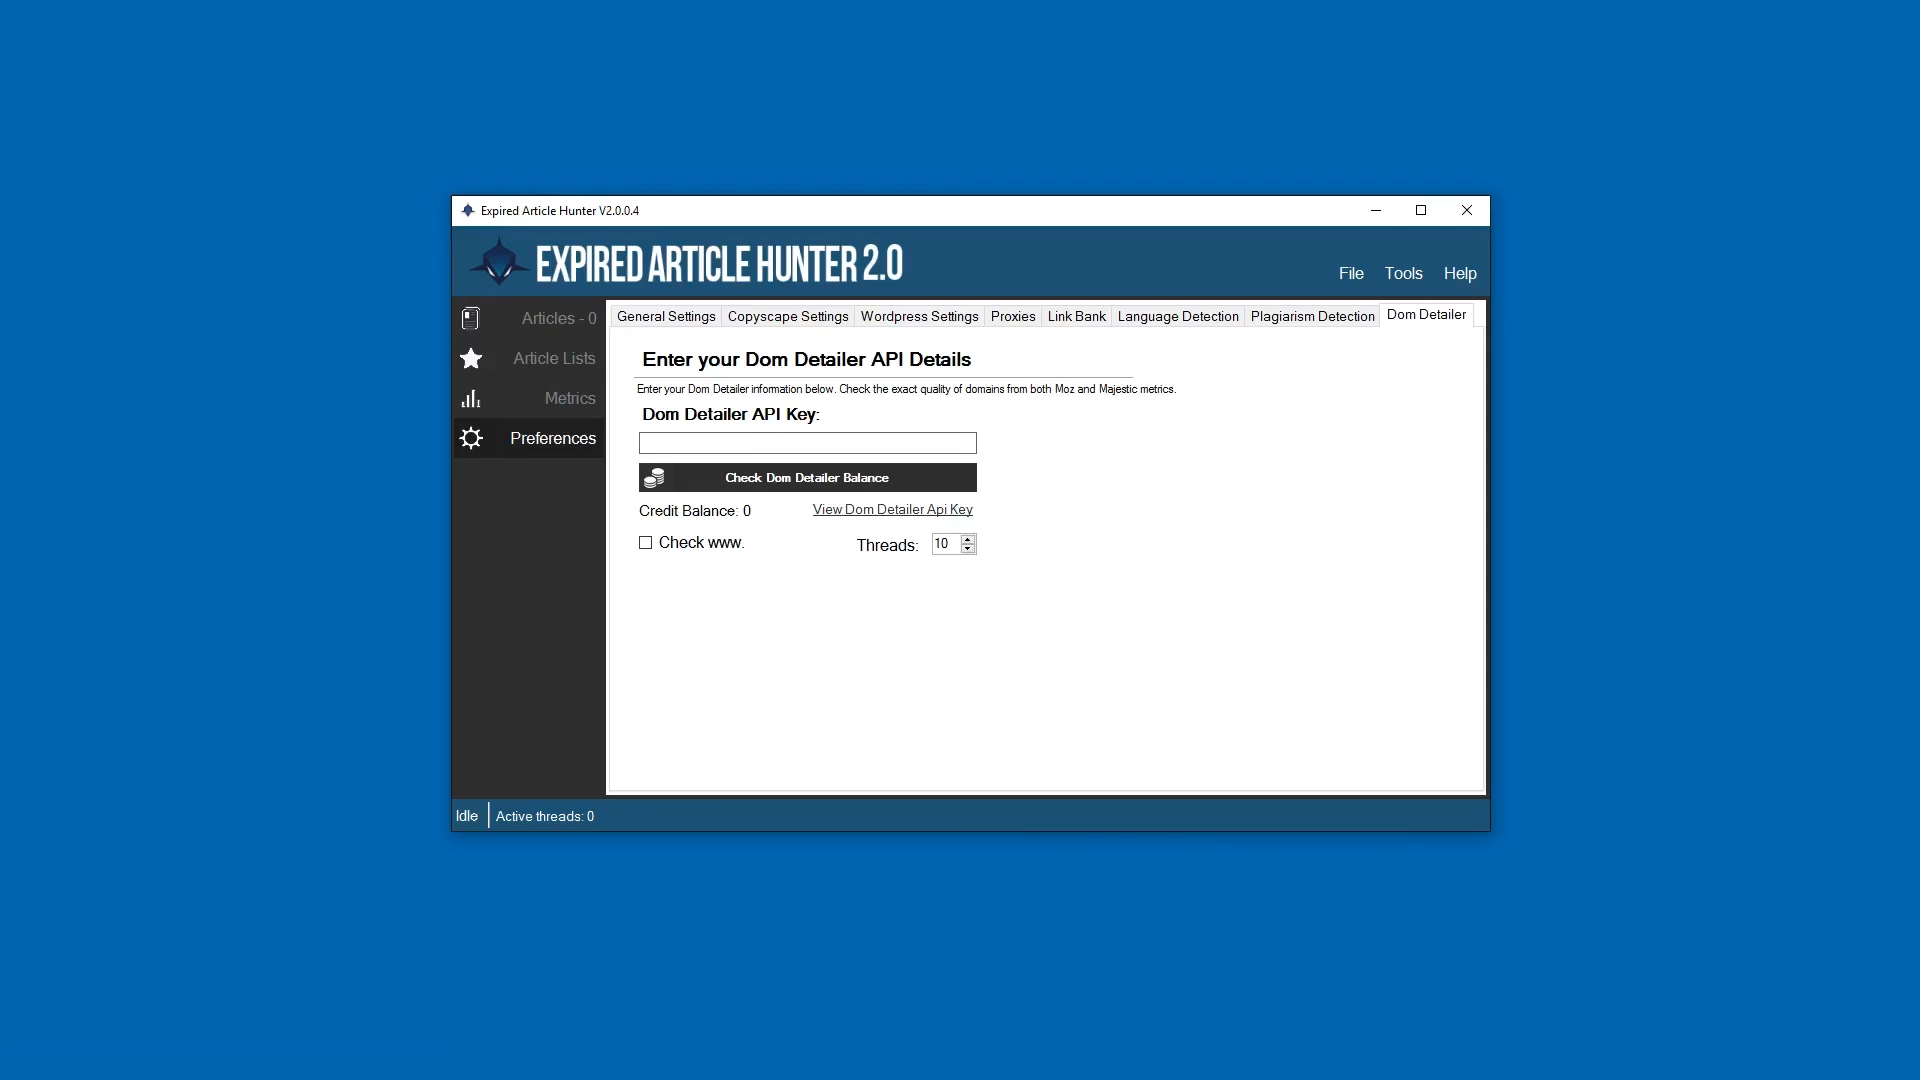 Expired Article Hunter V2.0.0.4
EXPIRED ARTICLE HUNTER 2.0
File Tools Help
Articles - 0
Article Lists
Metrics
Preferences
General Settings Copyscape Settings Wordpress Settings Proxies Link Bank Language Detection Plagiarism Detection Dom Detailer
Enter your Dom Detailer API Details
Enter your Dom Detailer information below. Check the exact quality of domains from both Moz and Majestic metrics.
Dom Detailer API Key:
Check Dom Detailer Balance
Credit Balance: 0 View Dom Detailer Api Key
Check www. Threads: 10
Idle Active threads: 0